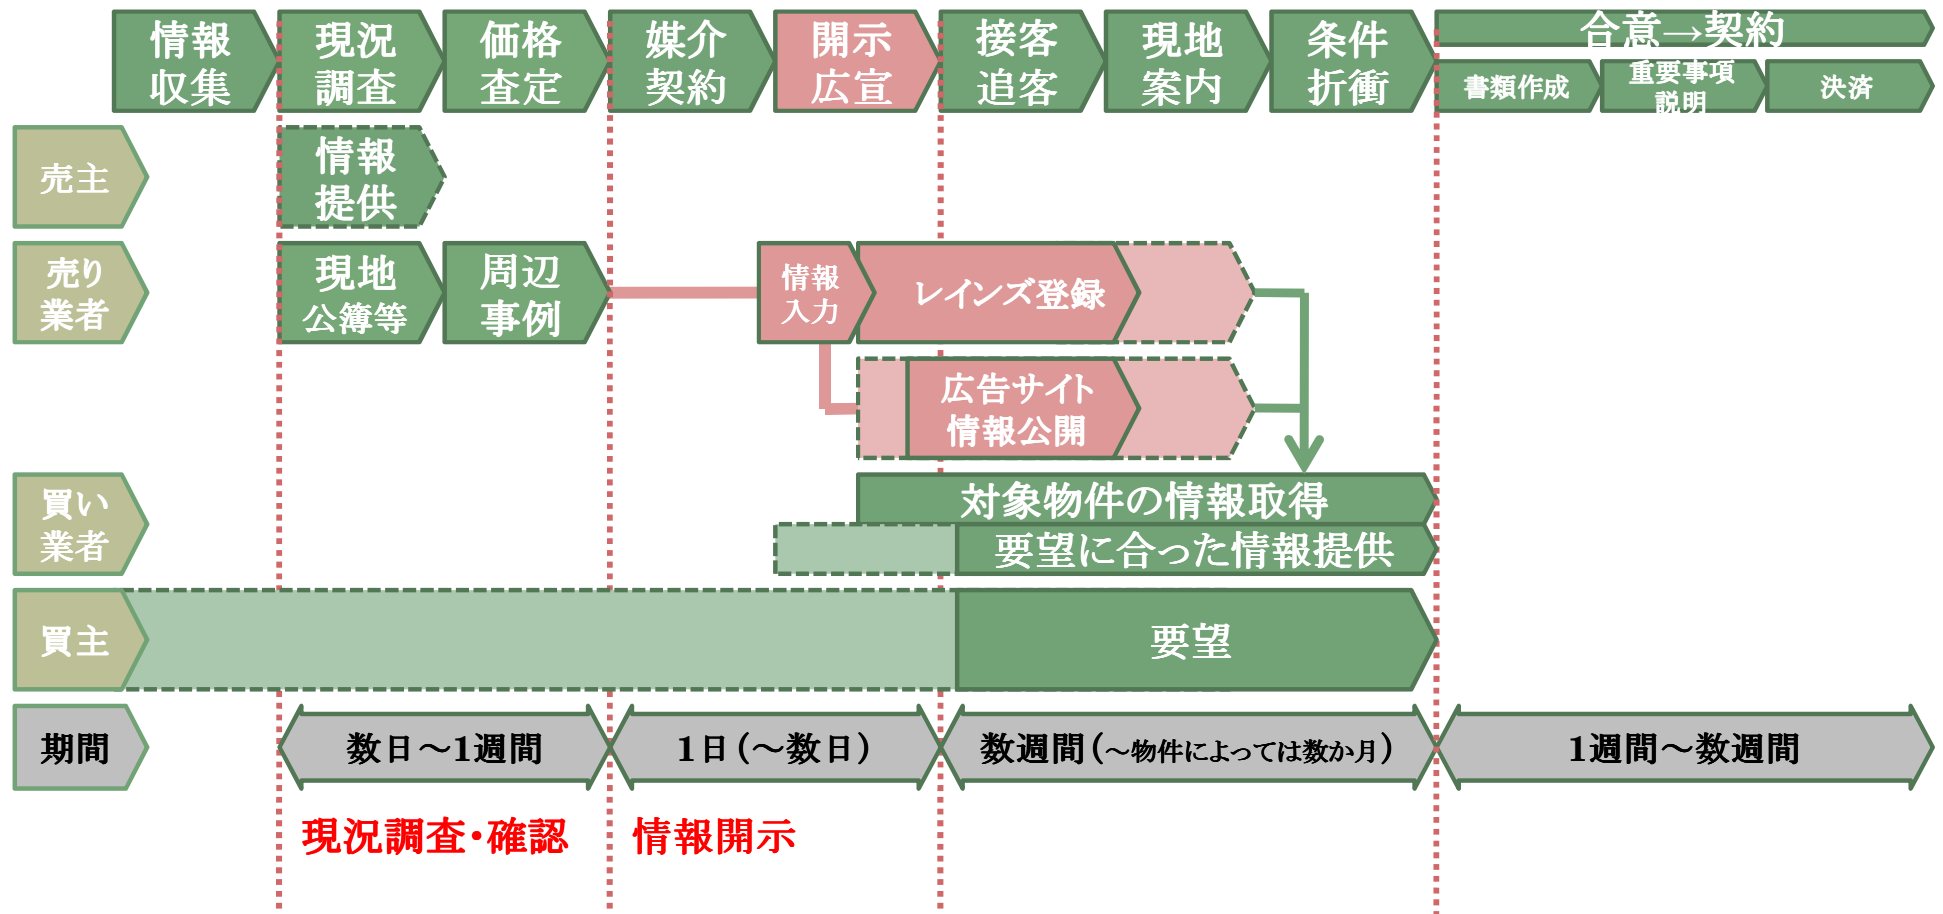 情報
収集
現況
調査
価格
査定
媒介
契約
開示
広宣
接客
追客
現地
案内
条件
折衝
合意→契約
書類作成
重要事項
説明
決済
売主
情報
提供
売り
業者
現地
公簿等
周辺
事例
情報
入力
レインズ登録
広告サイト
情報公開
買い
業者
対象物件の情報取得
要望に合った情報提供
買主
要望
期間
数日～1週間
1日（～数日）
数週間（～物件によっては数か月）
1週間～数週間
現況調査・確認
情報開示